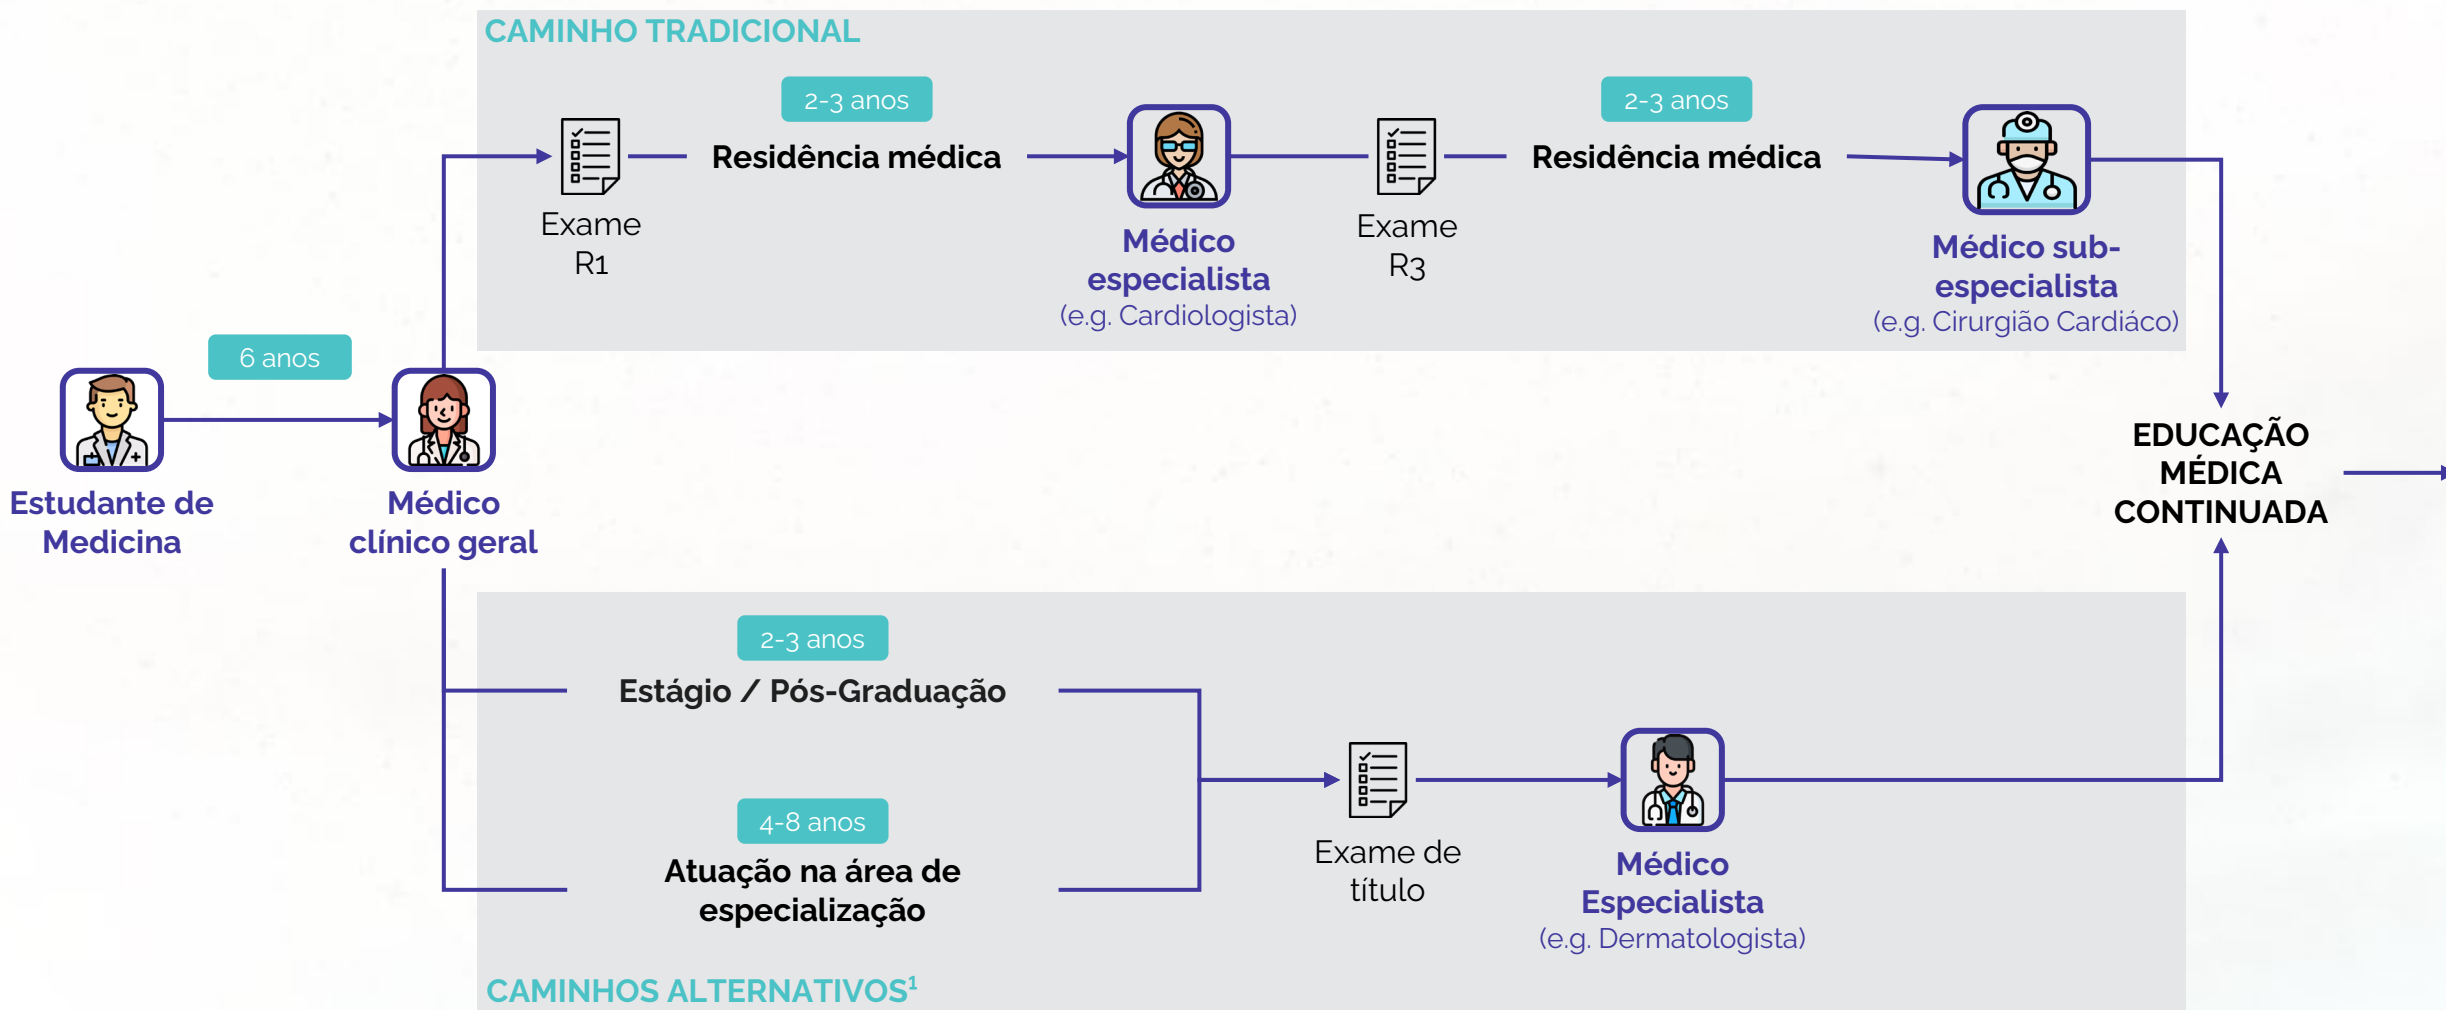 CAMINHO TRADICIONAL
2-3 anos
2-3 anos
Residência médica
Residência médica
Exame
R1
Médico
especialista
(e.g. Cardiologista)
Exame
R3
Médico sub-
especialista
(e.g. Cirurgião Cardiáco)
6 anos
Estudante de
Medicina
Médico
clínico geral
EDUCAÇÃO
MÉDICA
CONTINUADA
2-3 anos
Estágio / Pós-Graduação
4-8 anos
Atuação na área de
especialização
Exame de
título
Médico
Especialista
(e.g. Dermatologista)
CAMINHOS ALTERNATIVOS¹